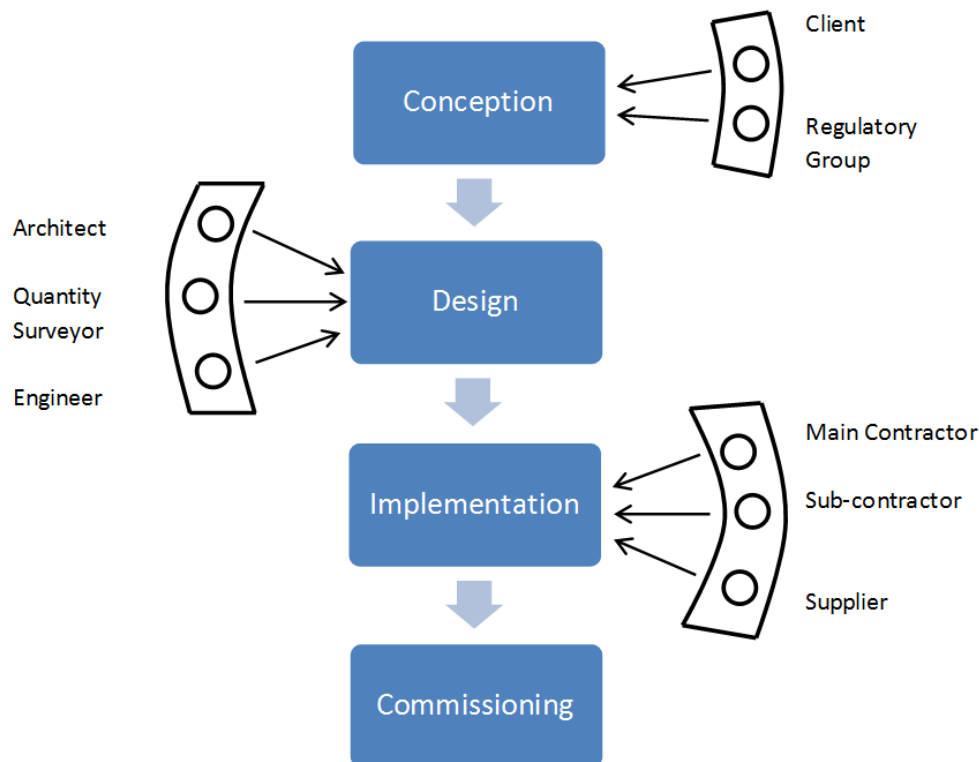 Client
Conception
Regulatory
Group
Architect
Design
Quantity
Surveyor
Engineer
Main Contractor
Implementation
Sub-contractor
Supplier
Commissioning